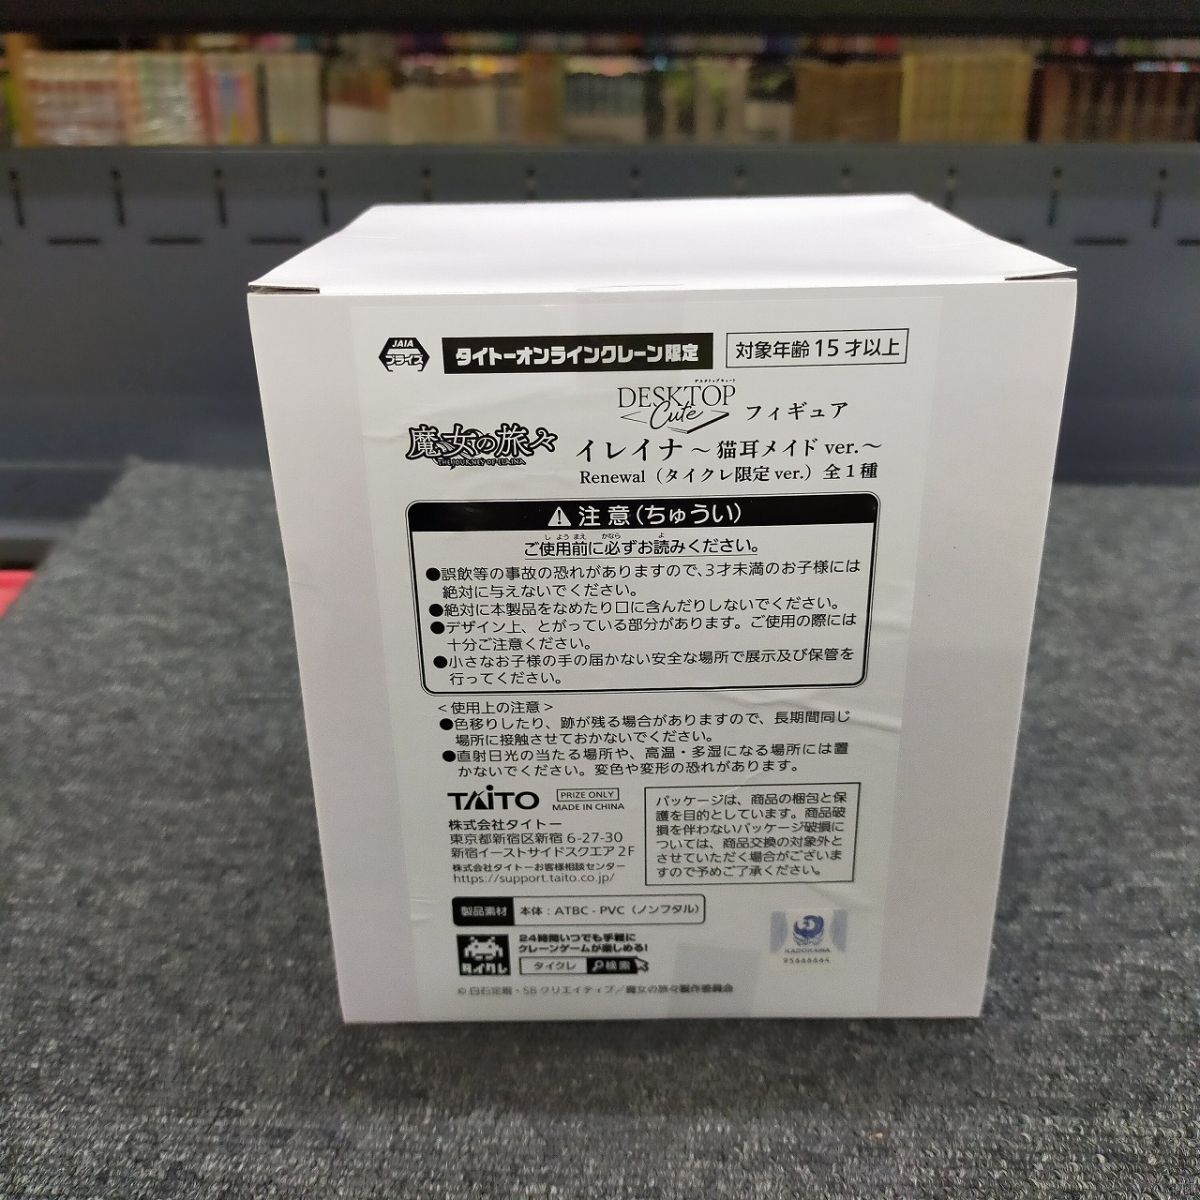 JAIA
プライズ
タイトーオンラインクレーン限定
対象年齢15才以上
デスクトップキュート
DESKTOP
Cute
フィギュア
魔女の旅々
THE JOURNEY OF ELAINA
イレイナ～猫耳メイドver.～
Renewal（タイクレ限定ver.）全1種
⚠注意(ちゅうい)
しようまえ かなら よ
ご使用前に必ずお読みください。
●誤飲等の事故の恐れがありますので、3才未満のお子様には
絶対に与えないでください。
●絶対に本製品をなめたり口に含んだりしないでください。
●デザイン上、とがっている部分があります。ご使用の際には
十分ご注意ください。
●小さなお子様の手の届かない安全な場所で展示及び保管を
行ってください。
＜使用上の注意＞
●色移りしたり、跡が残る場合がありますので、長期間同じ
場所に接触させておかないでください。
●直射日光の当たる場所や、高温・多湿になる場所には置
かないでください。変色や変形の恐れがあります。
TAITO
PRIZE ONLY
MADE IN CHINA
株式会社タイトー
東京都新宿区新宿6-27-30
新宿イーストサイドスクエア2F
株式会社タイトーお客様相談センター
https://support.taito.co.jp/
パッケージは、商品の梱包と保
護を目的としています。商品破
損を伴わないパッケージ破損に
ついては、商品交換の対象外と
させていただく場合がございま
すので予めご了承ください。
製品素材
本体：ATBC-PVC（ノンフタル）
タイクレ
24時間いつでも手軽に
クレーンゲームが楽しめる!
タイクレ 検索
KADOKAWA
©白石定規・SBクリエイティブ／魔女の旅々製作委員会